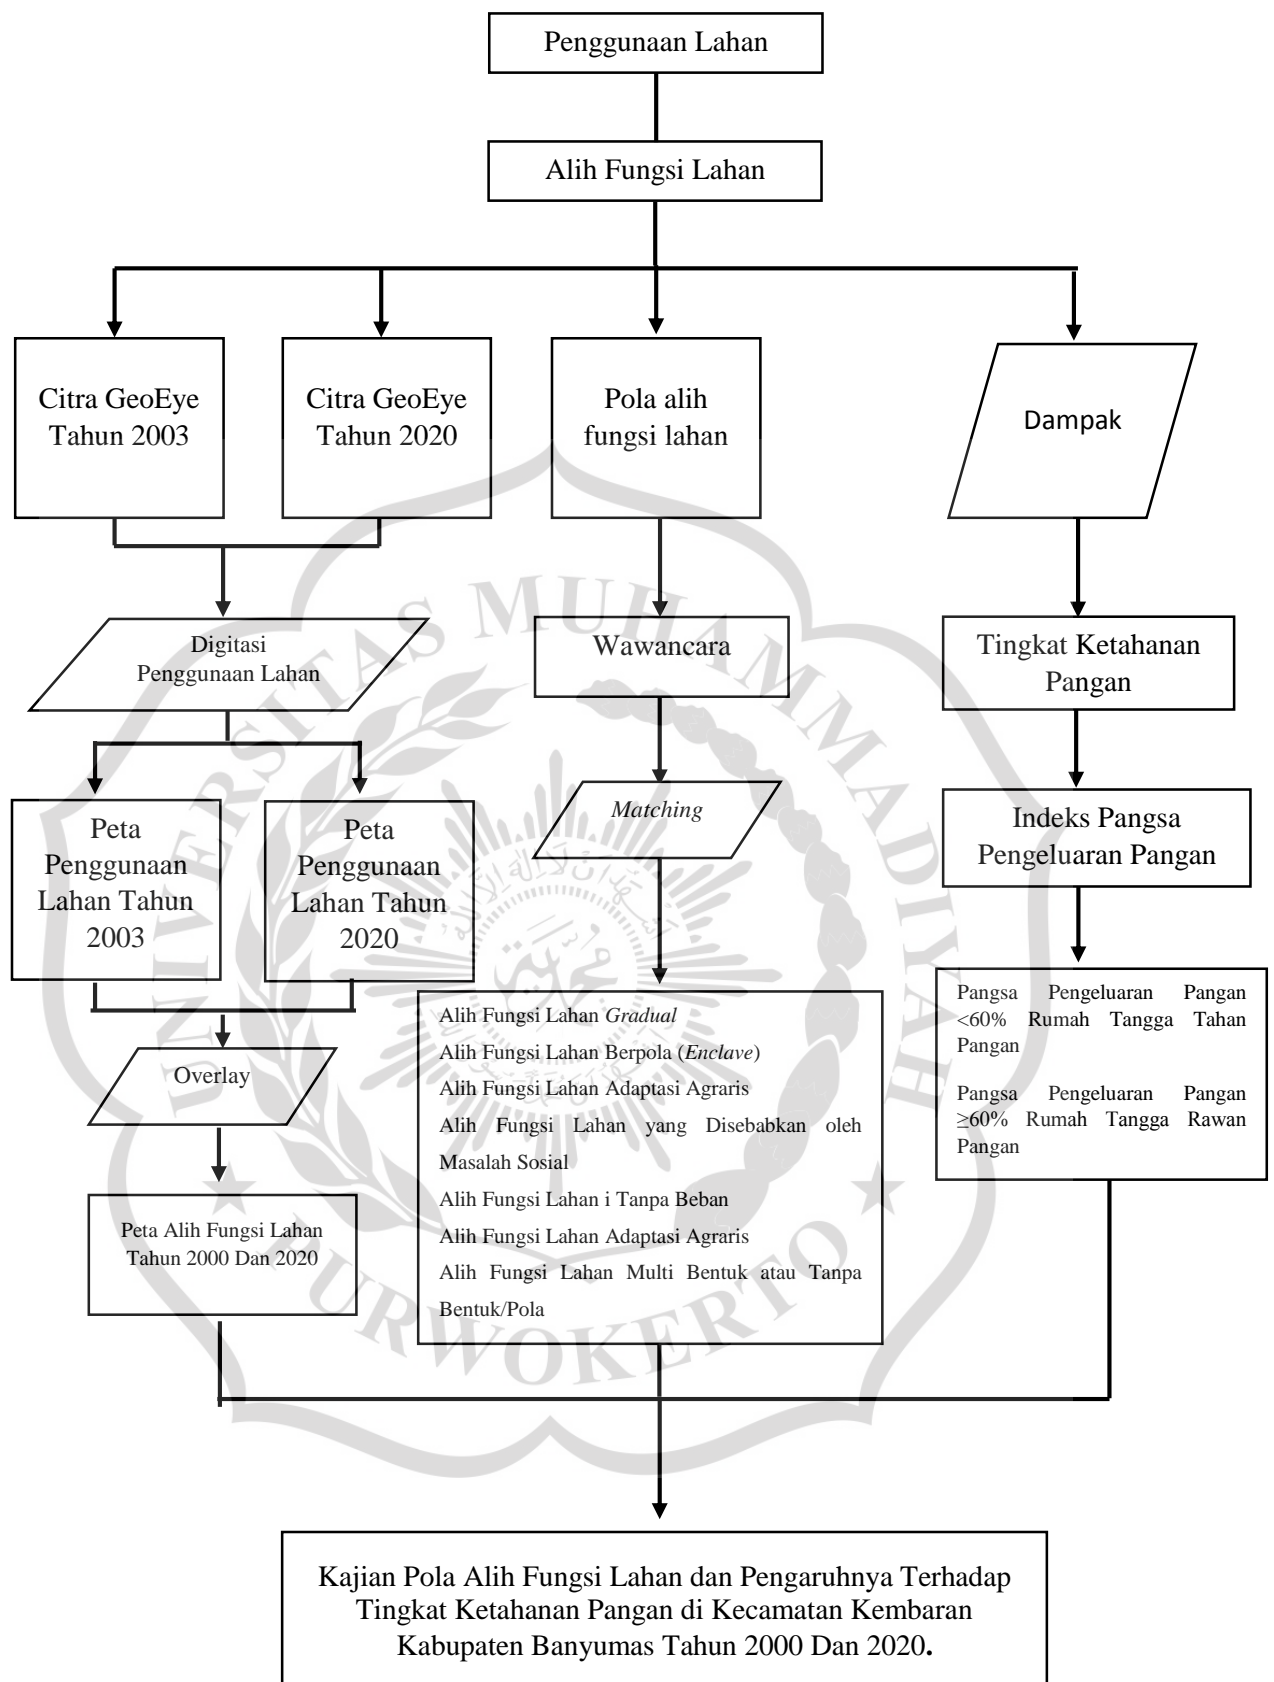 Penggunaan Lahan
Alih Fungsi Lahan
Citra GeoEye
Tahun 2003
Citra GeoEye
Tahun 2020
Pola alih
fungsi lahan
Dampak
Digitasi
Penggunaan Lahan
Wawancara
Tingkat Ketahanan
Pangan
Peta
Penggunaan
Lahan Tahun
2003
Peta
Penggunaan
Lahan Tahun
2020
Matching
Indeks Pangsa
Pengeluaran Pangan
Overlay
Alih Fungsi Lahan Gradual
Alih Fungsi Lahan Berpola (Enclave)
Alih Fungsi Lahan Adaptasi Agraris
Alih Fungsi Lahan yang Disebabkan oleh
Masalah Sosial
Alih Fungsi Lahan i Tanpa Beban
Alih Fungsi Lahan Adaptasi Agraris
Alih Fungsi Lahan Multi Bentuk atau Tanpa
Bentuk/Pola
Pangsa Pengeluaran Pangan
<60% Rumah Tangga Tahan
Pangan
Pangsa Pengeluaran Pangan
≥60% Rumah Tangga Rawan
Pangan
Peta Alih Fungsi Lahan
Tahun 2000 Dan 2020
Kajian Pola Alih Fungsi Lahan dan Pengaruhnya Terhadap
Tingkat Ketahanan Pangan di Kecamatan Kembaran
Kabupaten Banyumas Tahun 2000 Dan 2020.
UNIVERSITAS MUHAMMADIYAH
PURWOKERTO